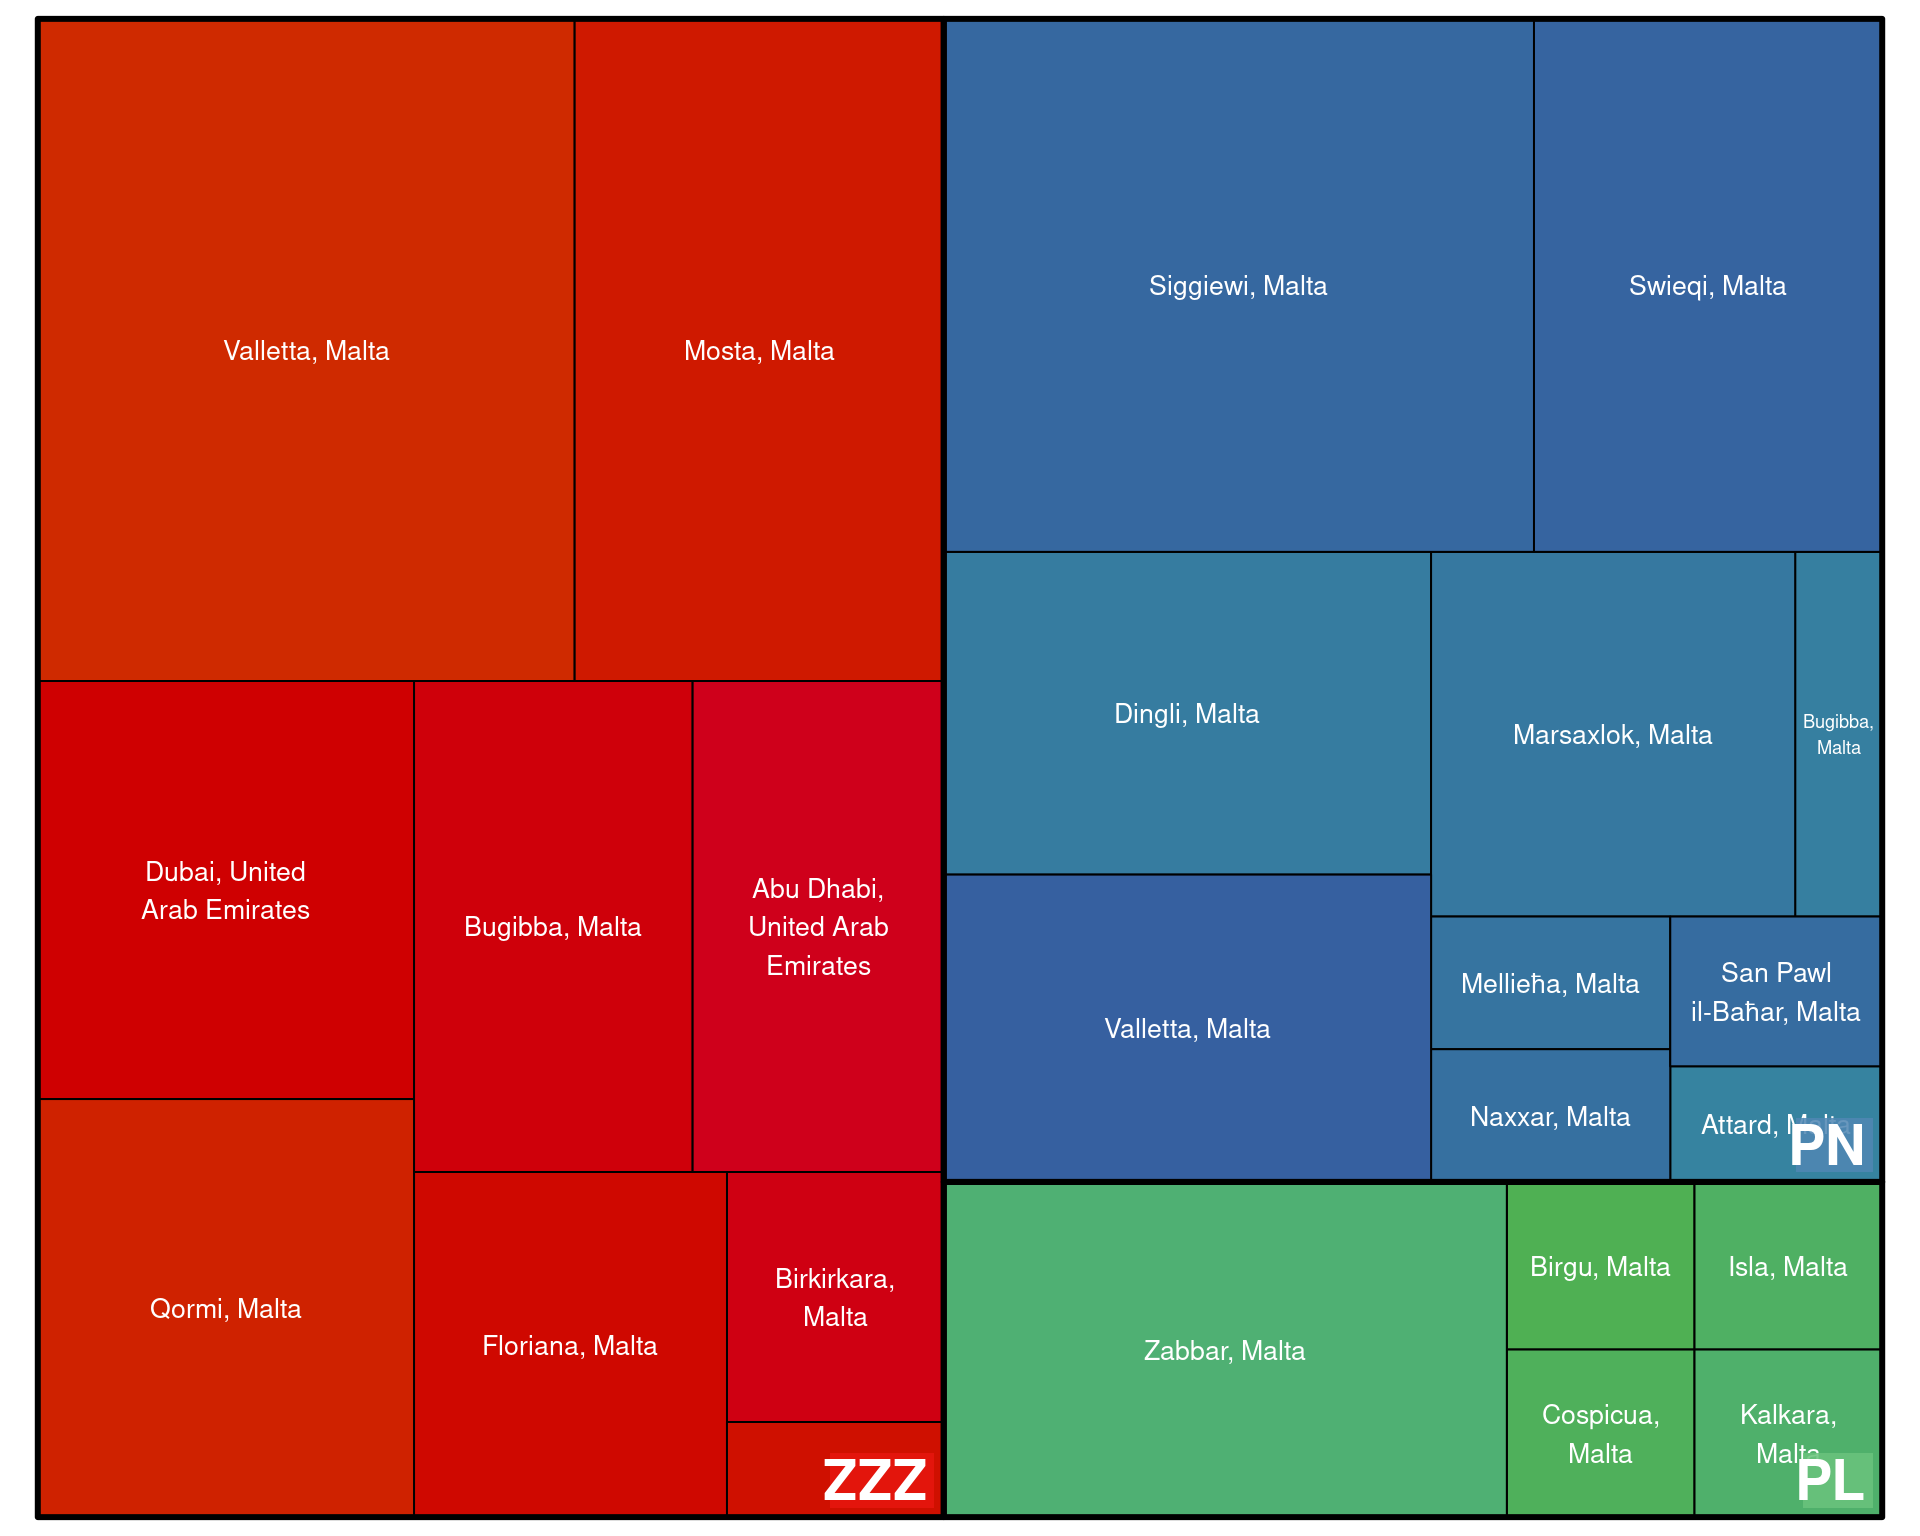 Valletta, Malta
Mosta, Malta
Dubai, United
Arab Emirates
Bugibba, Malta
Abu Dhabi,
United Arab
Emirates
Qormi, Malta
Floriana, Malta
Birkirkara,
Malta
ZZZ
Siggiewi, Malta
Swieqi, Malta
Dingli, Malta
Marsaxlok, Malta
Bugibba,
Malta
Valletta, Malta
Mellieħa, Malta
San Pawl
il-Baħar, Malta
Naxxar, Malta
Attard, Malta
PN
Zabbar, Malta
Birgu, Malta
Isla, Malta
Cospicua,
Malta
Kalkara,
Malta
PL